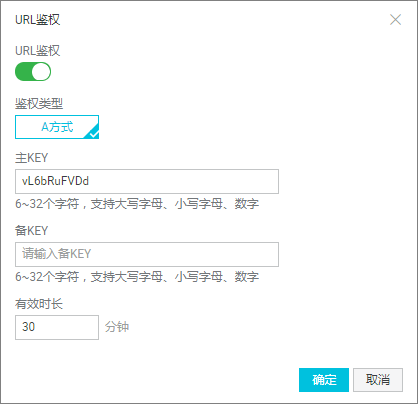 URL鉴权
URL鉴权
鉴权类型
A方式
主KEY
vL6bRuFVDd
6~32个字符，支持大写字母、小写字母、数字
备KEY
请输入备KEY
6~32个字符，支持大写字母、小写字母、数字
有效时长
30 分钟
确定 取消